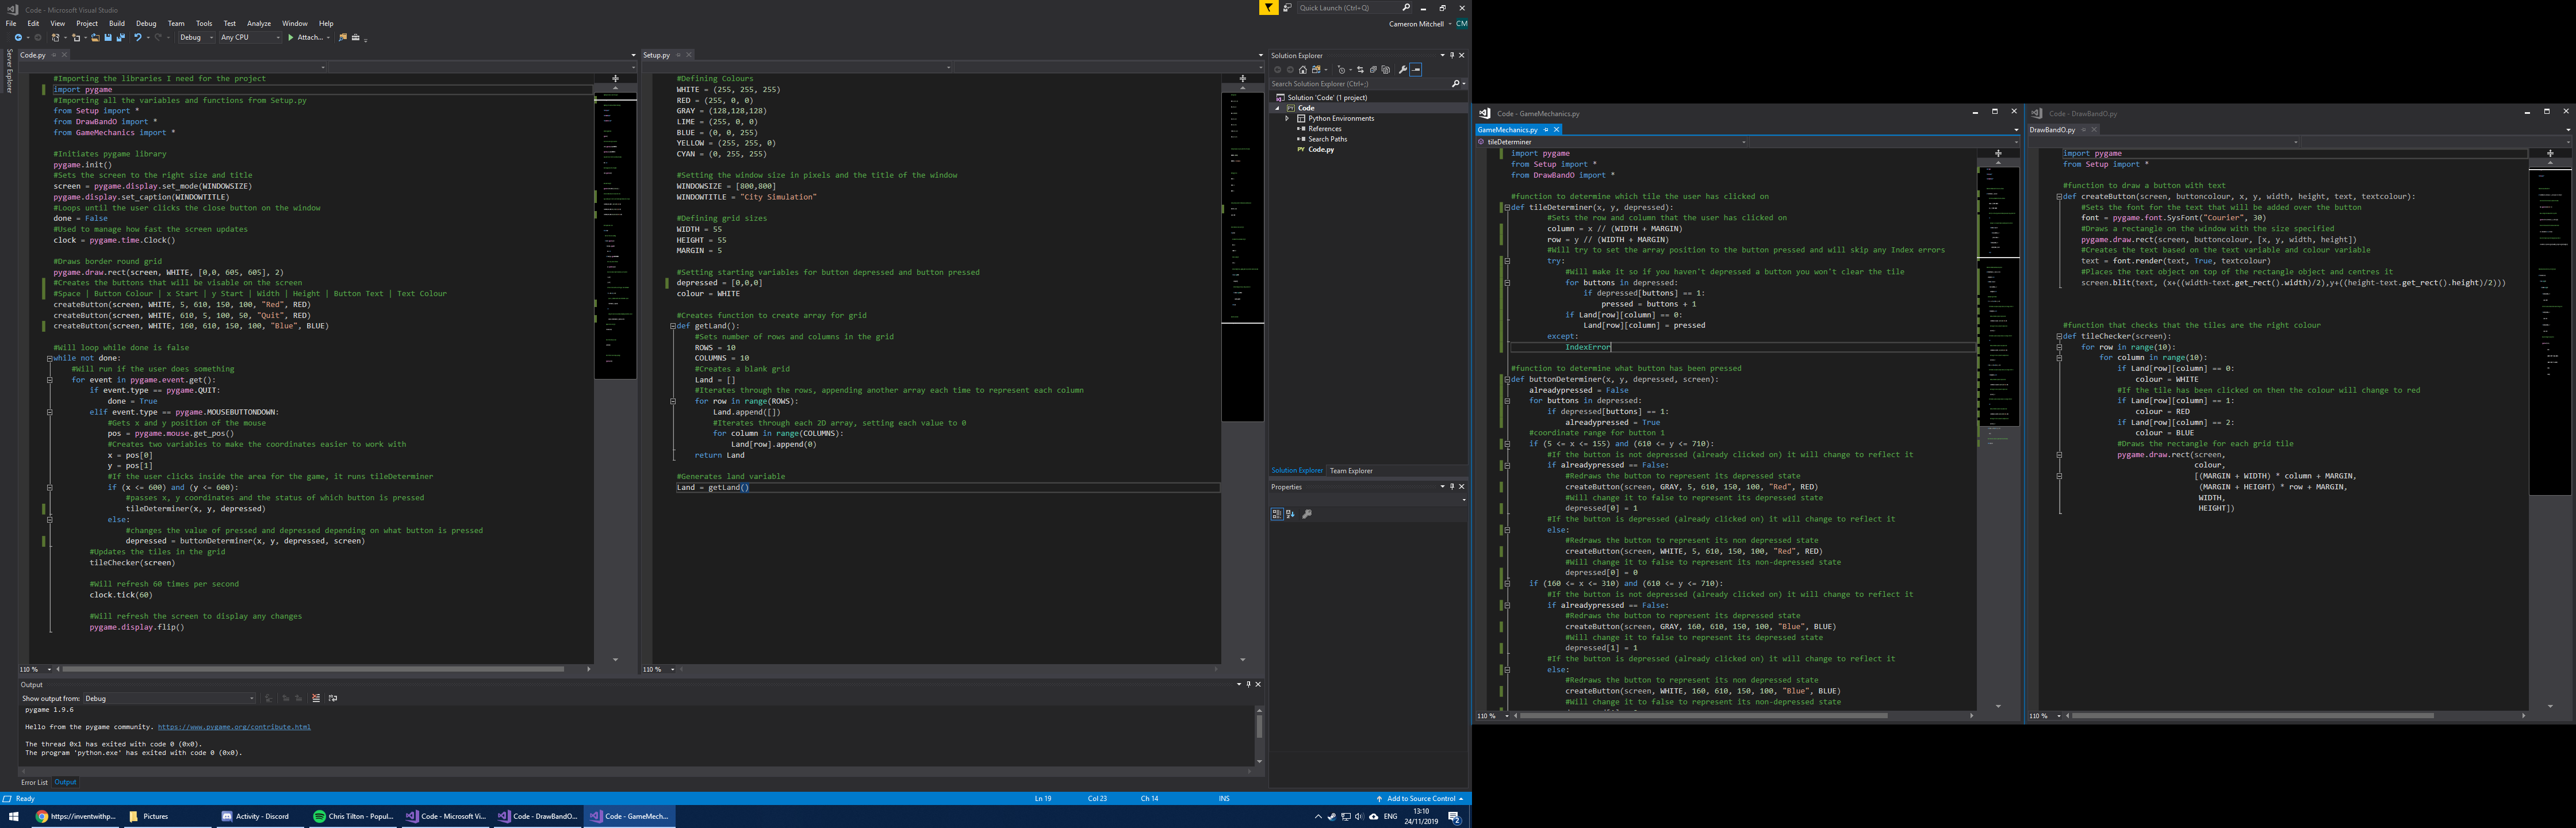 Code - Microsoft Visual Studio
Quick Launch (Ctrl+Q)
File Edit View Project Build Debug Team Tools Test Analyze Window Help
Cameron Mitchell CM
Debug Any CPU Attach...
Server Explorer
Code.py
#Importing the libraries I need for the project
import pygame
#Importing all the variables and functions from Setup.py
from Setup import *
from DrawBandO import *
from GameMechanics import *
#Initiates pygame library
pygame.init()
#Sets the screen to the right size and title
screen = pygame.display.set_mode(WINDOWSIZE)
pygame.display.set_caption(WINDOWTITLE)
#Loops until the user clicks the close button on the window
done = False
#Used to manage how fast the screen updates
clock = pygame.time.Clock()
#Draws border round grid
pygame.draw.rect(screen, WHITE, [0,0, 605, 605], 2)
#Creates the buttons that will be visable on the screen
#Space | Button Colour | x Start | y Start | Width | Height | Button Text | Text Colour
createButton(screen, WHITE, 5, 610, 150, 100, "Red", RED)
createButton(screen, WHITE, 610, 5, 100, 50, "Quit", RED)
createButton(screen, WHITE, 160, 610, 150, 100, "Blue", BLUE)
#Will loop while done is false
while not done:
#Will run if the user does something
for event in pygame.event.get():
if event.type == pygame.QUIT:
done = True
elif event.type == pygame.MOUSEBUTTONDOWN:
#Gets x and y position of the mouse
pos = pygame.mouse.get_pos()
#Creates two variables to make the coordinates easier to work with
x = pos[0]
y = pos[1]
#If the user clicks inside the area for the game, it runs tileDeterminer
if (x <= 600) and (y <= 600):
#passes x, y coordinates and the status of which button is pressed
tileDeterminer(x, y, depressed)
else:
#changes the value of pressed and depressed depending on what button is pressed
depressed = buttonDeterminer(x, y, depressed, screen)
#Updates the tiles in the grid
tileChecker(screen)
#Will refresh 60 times per second
clock.tick(60)
#Will refresh the screen to display any changes
pygame.display.flip()
110 %
Setup.py
#Defining Colours
WHITE = (255, 255, 255)
RED = (255, 0, 0)
GRAY = (128,128,128)
LIME = (255, 0, 0)
BLUE = (0, 0, 255)
YELLOW = (255, 255, 0)
CYAN = (0, 255, 255)
#Setting the window size in pixels and the title of the window
WINDOWSIZE = [800,800]
WINDOWTITLE = "City Simulation"
#Defining grid sizes
WIDTH = 55
HEIGHT = 55
MARGIN = 5
#Setting starting variables for button depressed and button pressed
depressed = [0,0,0]
colour = WHITE
#Creates function to create array for grid
def getLand():
#Sets number of rows and columns in the grid
ROWS = 10
COLUMNS = 10
#Creates a blank grid
Land = []
#Iterates through the rows, appending another array each time to represent each column
for row in range(ROWS):
Land.append([])
#Iterates through each 2D array, setting each value to 0
for column in range(COLUMNS):
Land[row].append(0)
return Land
#Generates land variable
Land = getLand()
110 %
Solution Explorer
Search Solution Explorer (Ctrl+;)
Solution 'Code' (1 project)
Code
Python Environments
References
Search Paths
Code.py
Solution Explorer Team Explorer
Properties
Output
Show output from: Debug
pygame 1.9.6
Hello from the pygame community. https://www.pygame.org/contribute.html
The thread 0x1 has exited with code 0 (0x0).
The program 'python.exe' has exited with code 0 (0x0).
Error List Output
Ready Ln 19 Col 23 Ch 14 INS Add to Source Control
https://inventwithp... Pictures Activity - Discord Chris Tilton - Popul... Code - Microsoft Vi... Code - DrawBandO... Code - GameMech...
ENG 13:10
24/11/2019
2
Code - GameMechanics.py
GameMechanics.py
tileDeterminer
import pygame
from Setup import *
from DrawBandO import *
#function to determine which tile the user has clicked on
def tileDeterminer(x, y, depressed):
#Sets the row and column that the user has clicked on
column = x // (WIDTH + MARGIN)
row = y // (WIDTH + MARGIN)
#Will try to set the array position to the button pressed and will skip any Index errors
try:
#Will make it so if you haven't depressed a button you won't clear the tile
for buttons in depressed:
if depressed[buttons] == 1:
pressed = buttons + 1
if Land[row][column] == 0:
Land[row][column] = pressed
except:
IndexError
#function to determine what button has been pressed
def buttonDeterminer(x, y, depressed, screen):
alreadypressed = False
for buttons in depressed:
if depressed[buttons] == 1:
alreadypressed = True
#coordinate range for button 1
if (5 <= x <= 155) and (610 <= y <= 710):
#If the button is not depressed (already clicked on) it will change to reflect it
if alreadypressed == False:
#Redraws the button to represent its depressed state
createButton(screen, GRAY, 5, 610, 150, 100, "Red", RED)
#Will change it to false to represent its depressed state
depressed[0] = 1
#If the button is depressed (already clicked on) it will change to reflect it
else:
#Redraws the button to represent its non depressed state
createButton(screen, WHITE, 5, 610, 150, 100, "Red", RED)
#Will change it to false to represent its non-depressed state
depressed[0] = 0
if (160 <= x <= 310) and (610 <= y <= 710):
#If the button is not depressed (already clicked on) it will change to reflect it
if alreadypressed == False:
#Redraws the button to represent its depressed state
createButton(screen, GRAY, 160, 610, 150, 100, "Blue", BLUE)
#Will change it to false to represent its depressed state
depressed[1] = 1
#If the button is depressed (already clicked on) it will change to reflect it
else:
#Redraws the button to represent its non depressed state
createButton(screen, WHITE, 160, 610, 150, 100, "Blue", BLUE)
#Will change it to false to represent its non-depressed state
110 %
Code - DrawBandO.py
DrawBandO.py
import pygame
from Setup import *
#function to draw a button with text
def createButton(screen, buttoncolour, x, y, width, height, text, textcolour):
#Sets the font for the text that will be added over the button
font = pygame.font.SysFont("Courier", 30)
#Draws a rectangle on the window with the size specified
pygame.draw.rect(screen, buttoncolour, [x, y, width, height])
#Creates the text based on the text variable and colour variable
text = font.render(text, True, textcolour)
#Places the text object on top of the rectangle object and centres it
screen.blit(text, (x+((width-text.get_rect().width)/2),y+((height-text.get_rect().height)/2)))
#function that checks that the tiles are the right colour
def tileChecker(screen):
for row in range(10):
for column in range(10):
if Land[row][column] == 0:
colour = WHITE
#If the tile has been clicked on then the colour will change to red
if Land[row][column] == 1:
colour = RED
if Land[row][column] == 2:
colour = BLUE
#Draws the rectangle for each grid tile
pygame.draw.rect(screen,
colour,
[(MARGIN + WIDTH) * column + MARGIN,
(MARGIN + HEIGHT) * row + MARGIN,
WIDTH,
HEIGHT])
110 %